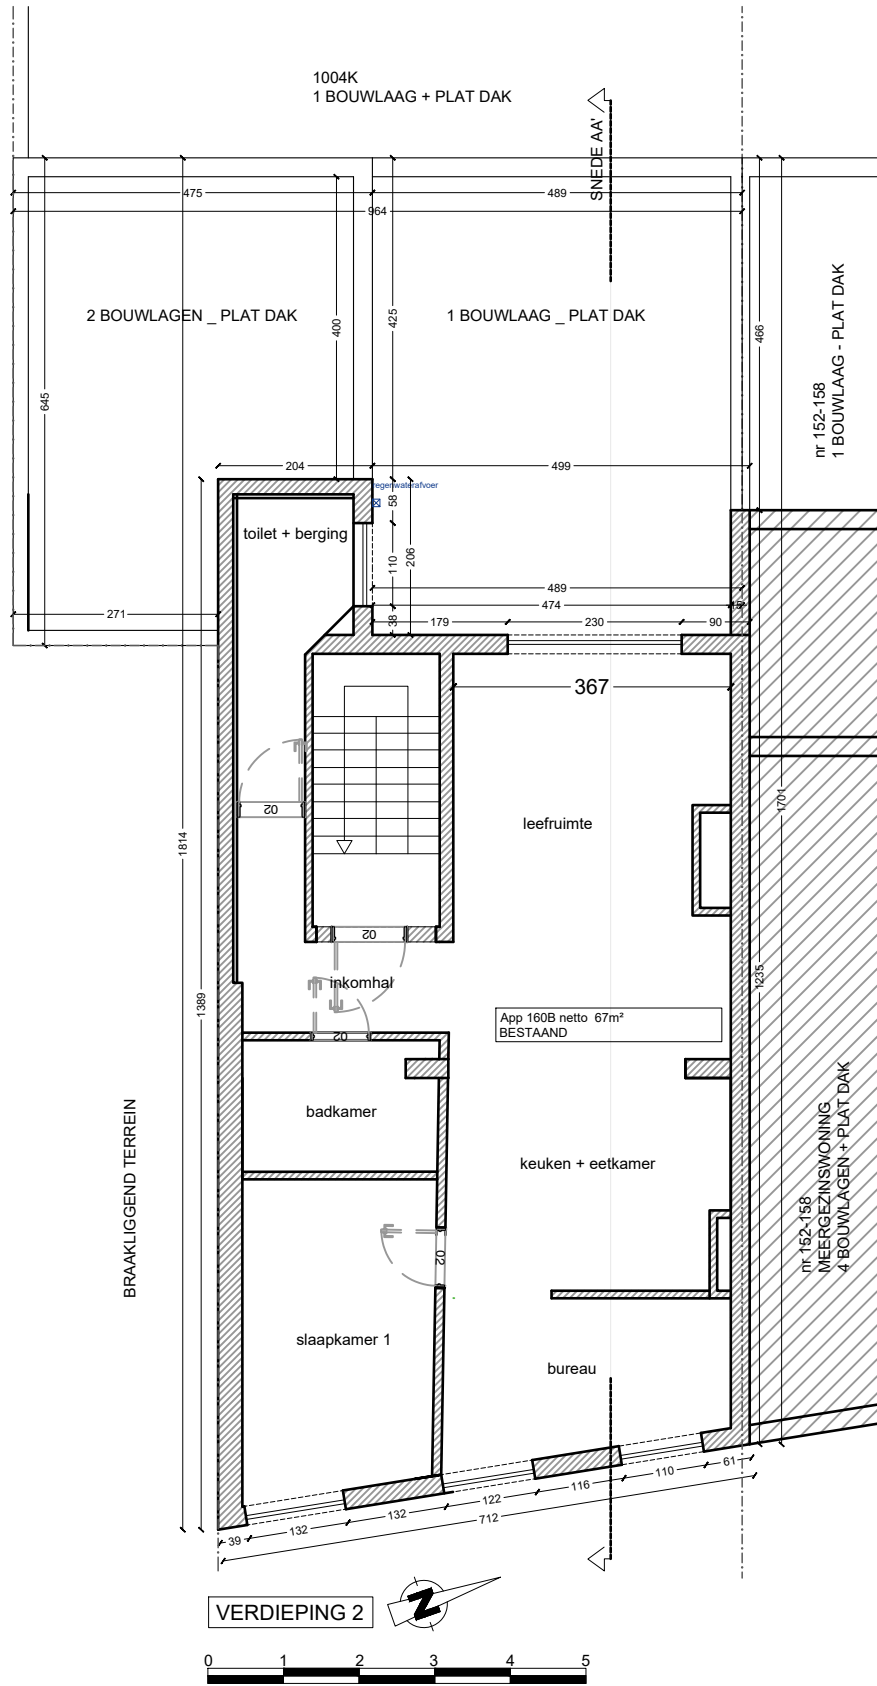 1004K
1 BOUWLAAG + PLAT DAK
SNEDE AA'
475
489
964
2 BOUWLAGEN _ PLAT DAK
1 BOUWLAAG _ PLAT DAK
400
425
466
645
nr 152-158
1 BOUWLAAG - PLAT DAK
204
499
regenwaterafvoer
58
toilet + berging
110
206
489
474
15
271
38
179
230
90
367
1701
02
leefruimte
1814
02
inkomhal
1235
1389
App 160B netto 67m²
BESTAAND
02
badkamer
keuken + eetkamer
BRAAKLIGGEND TERREIN
nr 152-158
MEERGEZINSWONING
4 BOUWLAGEN + PLAT DAK
02
slaapkamer 1
bureau
39
132
132
122
116
110
61
712
VERDIEPING 2
N
0 1 2 3 4 5